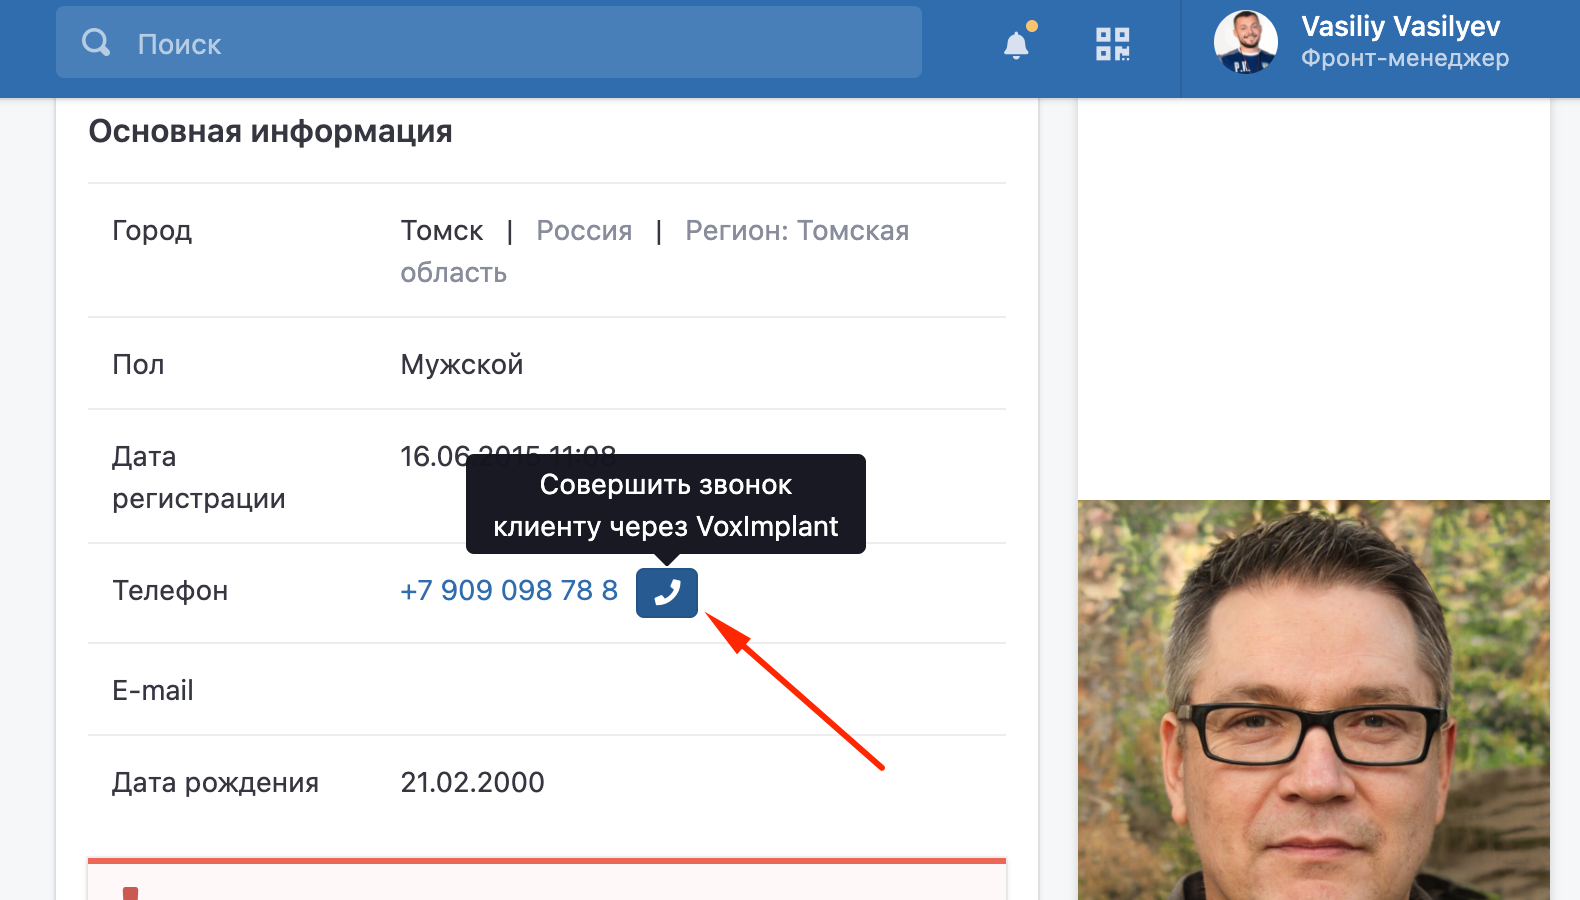 Поиск
Vasiliy Vasilyev
Фронт-менеджер
Основная информация
Город
Томск | Россия | Регион: Томская
область
Пол
Мужской
Дата
регистрации
16.06.2015 11:08
Совершить звонок
клиенту через VoxImplant
Телефон
+7 909 098 78 8
E-mail
Дата рождения
21.02.2000